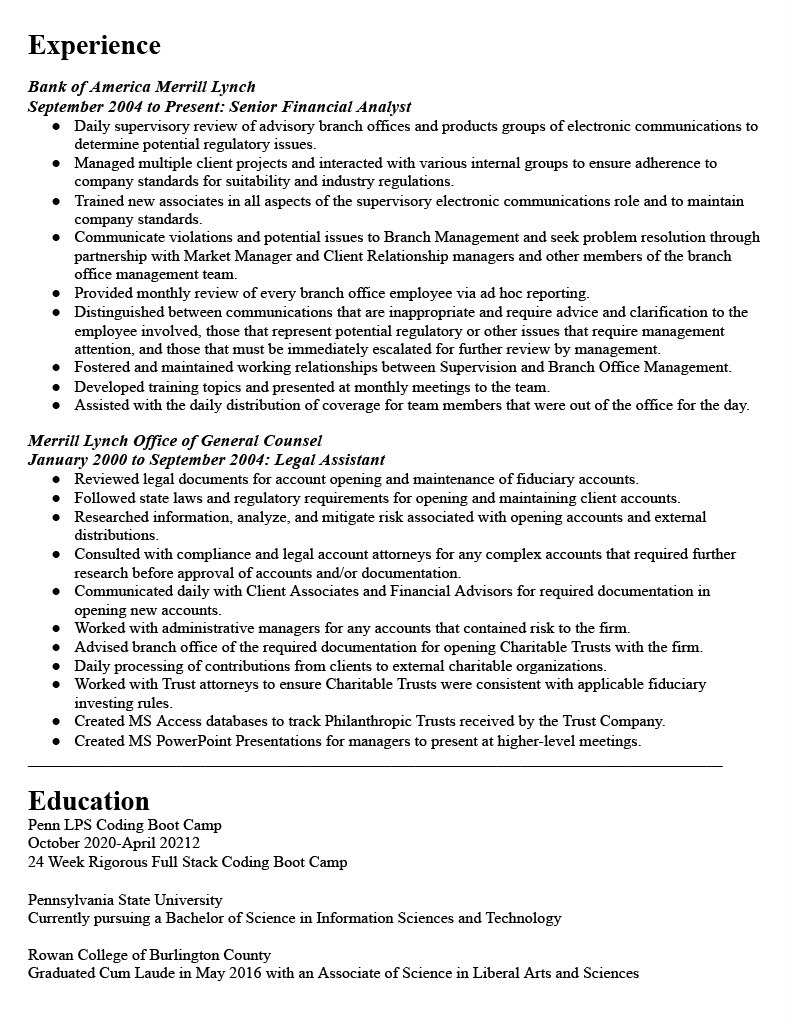 Experience
Bank of America Merrill Lynch
September 2004 to Present: Senior Financial Analyst
● Daily supervisory review of advisory branch offices and products groups of electronic communications to
determine potential regulatory issues.
● Managed multiple client projects and interacted with various internal groups to ensure adherence to
company standards for suitability and industry regulations.
● Trained new associates in all aspects of the supervisory electronic communications role and to maintain
company standards.
● Communicate violations and potential issues to Branch Management and seek problem resolution through
partnership with Market Manager and Client Relationship managers and other members of the branch
office management team.
● Provided monthly review of every branch office employee via ad hoc reporting.
● Distinguished between communications that are inappropriate and require advice and clarification to the
employee involved, those that represent potential regulatory or other issues that require management
attention, and those that must be immediately escalated for further review by management.
● Fostered and maintained working relationships between Supervision and Branch Office Management.
● Developed training topics and presented at monthly meetings to the team.
● Assisted with the daily distribution of coverage for team members that were out of the office for the day.
Merrill Lynch Office of General Counsel
January 2000 to September 2004: Legal Assistant
● Reviewed legal documents for account opening and maintenance of fiduciary accounts.
● Followed state laws and regulatory requirements for opening and maintaining client accounts.
● Researched information, analyze, and mitigate risk associated with opening accounts and external
distributions.
● Consulted with compliance and legal account attorneys for any complex accounts that required further
research before approval of accounts and/or documentation.
● Communicated daily with Client Associates and Financial Advisors for required documentation in
opening new accounts.
● Worked with administrative managers for any accounts that contained risk to the firm.
● Advised branch office of the required documentation for opening Charitable Trusts with the firm.
● Daily processing of contributions from clients to external charitable organizations.
● Worked with Trust attorneys to ensure Charitable Trusts were consistent with applicable fiduciary
investing rules.
● Created MS Access databases to track Philanthropic Trusts received by the Trust Company.
● Created MS PowerPoint Presentations for managers to present at higher-level meetings.
Education
Penn LPS Coding Boot Camp
October 2020-April 20212
24 Week Rigorous Full Stack Coding Boot Camp
Pennsylvania State University
Currently pursuing a Bachelor of Science in Information Sciences and Technology
Rowan College of Burlington County
Graduated Cum Laude in May 2016 with an Associate of Science in Liberal Arts and Sciences